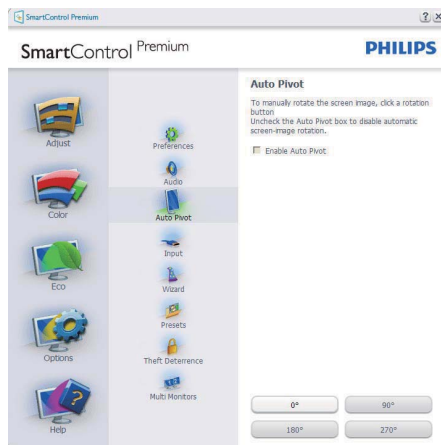 SmartControl Premium
? x
SmartControl Premium
PHILIPS
Adjust
Color
Eco
Options
Help
Preferences
Audio
Auto Pivot
Input
Wizard
Presets
Theft Deterrence
Multi Monitors
Auto Pivot
To manually rotate the screen image, click a rotation
button
Uncheck the Auto Pivot box to disable automatic
screen-image rotation.
Enable Auto Pivot
0°
90°
180°
270°